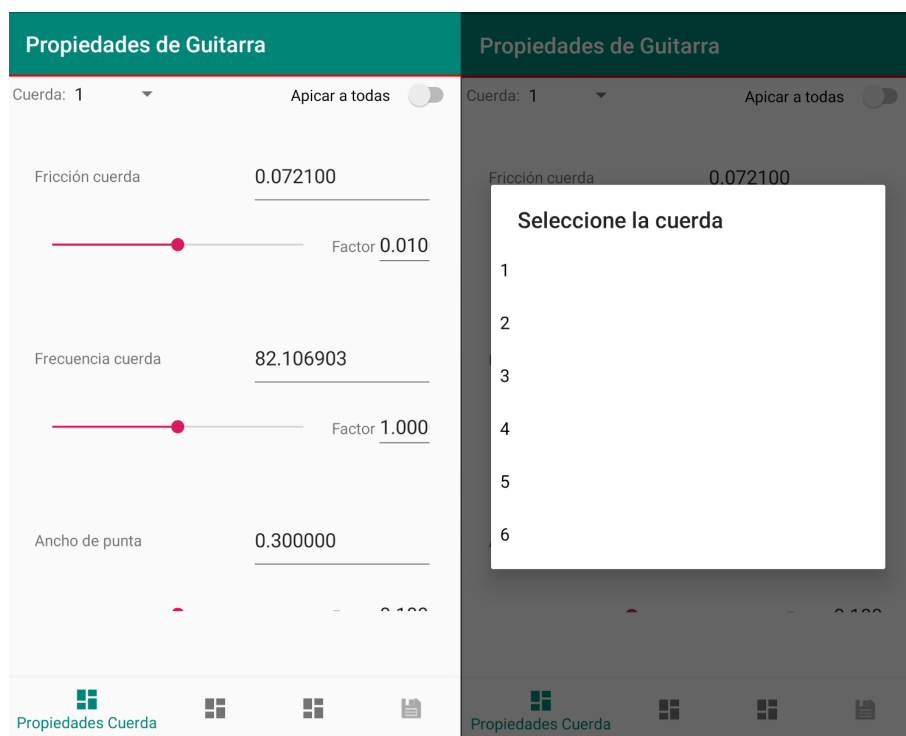 Propiedades de Guitarra
Cuerda: 1
Apicar a todas
Fricción cuerda
0.072100
Factor 0.010
Frecuencia cuerda
82.106903
Factor 1.000
Ancho de punta
0.300000
Propiedades Cuerda
Propiedades de Guitarra
Cuerda: 1
Apicar a todas
Fricción cuerda
0.072100
Seleccione la cuerda
1
2
3
4
5
6
Propiedades Cuerda